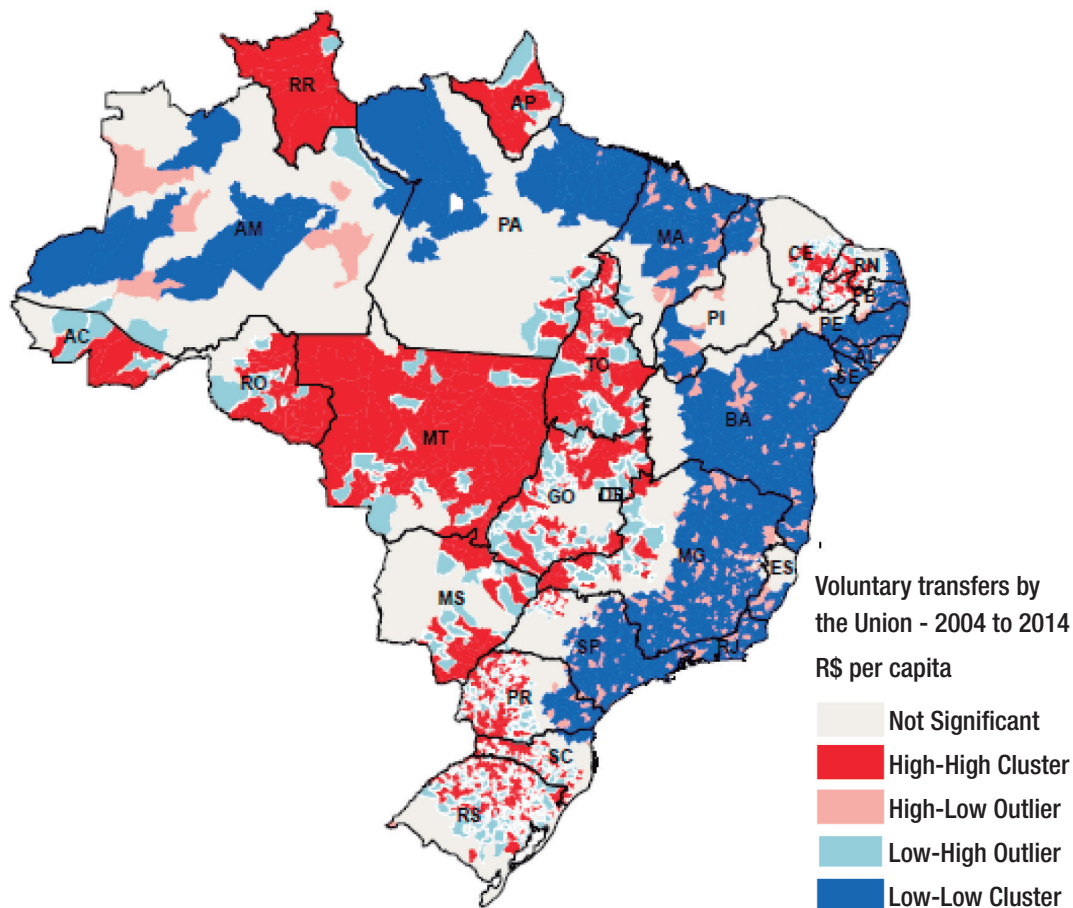 RR
AP
AM
PA
MA
CE
RN
PB
PI
PE
AC
AL
TO
SE
RO
BA
MT
GO
DF
MG
ES
MS
Voluntary transfers by
the Union - 2004 to 2014
SP
RJ
R$ per capita
PR
Not Significant
SC
High-High Cluster
RS
High-Low Outlier
Low-High Outlier
Low-Low Cluster